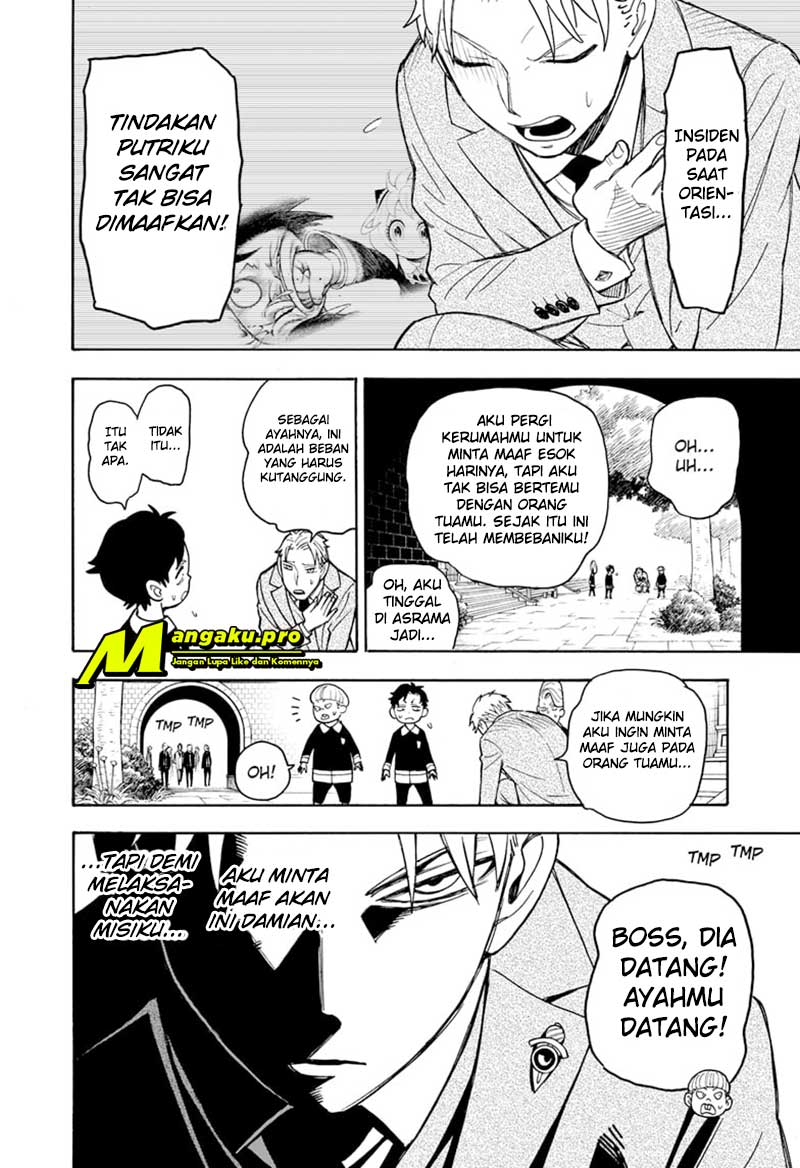 INSIDEN
PADA
SAAT
ORIEN-
TASI...
TINDAKAN
PUTRIKU
SANGAT
TAK BISA
DIMAAFKAN!
OH...
UH...
AKU PERGI
KERUMAHMU UNTUK
MINTA MAAF ESOK
HARINYA, TAPI AKU
TAK BISA BERTEMU
DENGAN ORANG
TUAMU. SEJAK ITU INI
TELAH MEMBEBANIKU!
OH, AKU
TINGGAL
DI ASRAMA
JADI...
SEBAGAI
AYAHNYA, INI
ADALAH BEBAN
YANG HARUS
KUTANGGUNG.
TIDAK
ITU...
ITU
TAK
APA.
Mangaku.pro
Jangan Lupa Like dan Komennya
JIKA MUNGKIN
AKU INGIN MINTA
MAAF JUGA PADA
ORANG TUAMU...
OH!
TMP TMP
TMP TMP
BOSS, DIA
DATANG!
AYAHMU
DATANG!
AKU MINTA
MAAF AKAN
INI DAMIAN...
...TAPI DEMI
MELAKSA-
NAKAN
MISIKU....